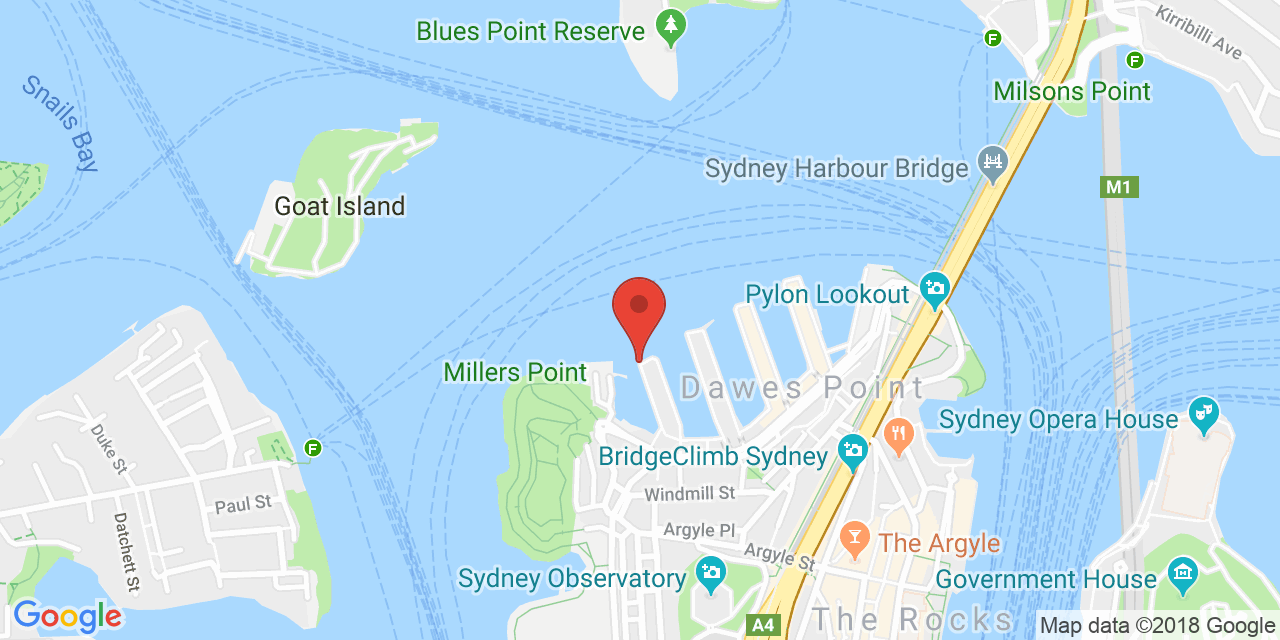 Blues Point Reserve
F
F
Kirribilli Ave
Milsons Point
Snails Bay
Sydney Harbour Bridge
M1
Goat Island
Pylon Lookout
Millers Point
Dawes Point
Sydney Opera House
Duke St
F
BridgeClimb Sydney
Windmill St
Paul St
Datchett St
Argyle Pl
Argyle St
The Argyle
Sydney Observatory
Government House
Google
A4
The Rocks
Map data ©2018 Google